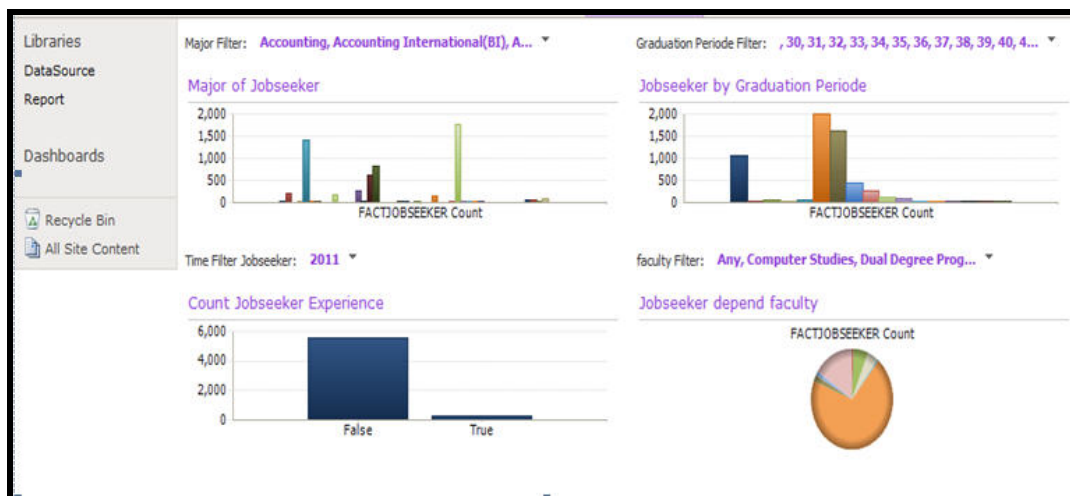 Libraries
DataSource
Report
Dashboards
Recycle Bin
All Site Content
Major Filter: Accounting, Accounting International(BI), A...
Major of Jobseeker
2,000
1,500
1,000
500
0
FACTJOBSEEKER Count
Graduation Periode Filter: , 30, 31, 32, 33, 34, 35, 36, 37, 38, 39, 40, 4...
Jobseeker by Graduation Periode
2,000
1,500
1,000
500
0
FACTJOBSEEKER Count
Time Filter Jobseeker: 2011
Count Jobseeker Experience
6,000
4,000
2,000
0
False True
faculty Filter: Any, Computer Studies, Dual Degree Prog...
Jobseeker depend faculty
FACTJOBSEEKER Count